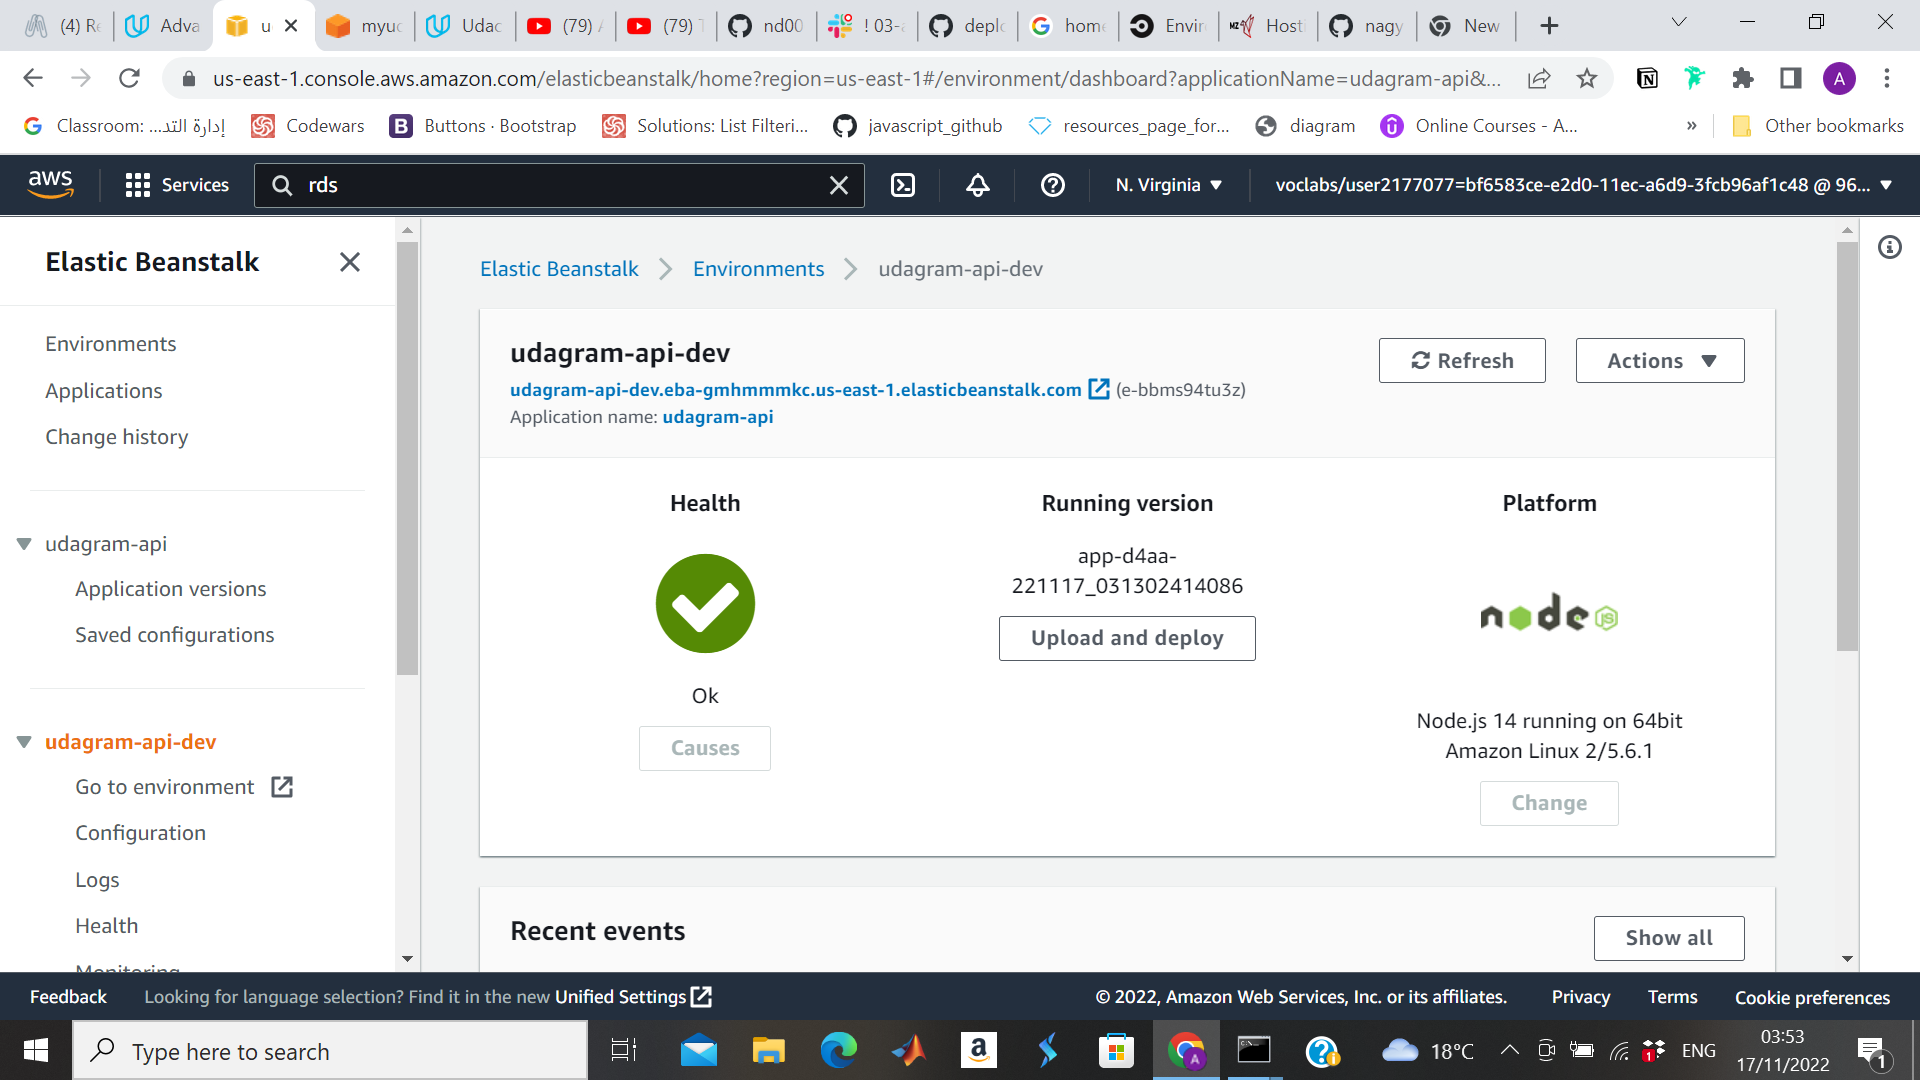 (4) Re
Adva
u
myuc
Udac
(79) A
(79) T
nd00
! 03-a
deplo
home
Envir
Hosti
nagy
New
us-east-1.console.aws.amazon.com/elasticbeanstalk/home?region=us-east-1#/environment/dashboard?applicationName=udagram-api&...
A
Classroom: ...إدارة التد
Codewars
Buttons · Bootstrap
Solutions: List Filteri...
javascript_github
resources_page_for...
diagram
Online Courses - A...
»
Other bookmarks
aws
Services
rds
N. Virginia
voclabs/user2177077=bf6583ce-e2d0-11ec-a6d9-3fcb96af1c48 @ 96...
Elastic Beanstalk
Environments
Applications
Change history
udagram-api
Application versions
Saved configurations
udagram-api-dev
Go to environment
Configuration
Logs
Health
Monitoring
Elastic Beanstalk > Environments > udagram-api-dev
udagram-api-dev
udagram-api-dev.eba-gmhmmmkc.us-east-1.elasticbeanstalk.com (e-bbms94tu3z)
Application name: udagram-api
Refresh
Actions
Health
Ok
Causes
Running version
app-d4aa-
221117_031302414086
Upload and deploy
Platform
node JS
Node.js 14 running on 64bit
Amazon Linux 2/5.6.1
Change
Recent events
Show all
Feedback
Looking for language selection? Find it in the new Unified Settings
© 2022, Amazon Web Services, Inc. or its affiliates.
Privacy
Terms
Cookie preferences
Type here to search
18°C
1
ENG
03:53
17/11/2022
1